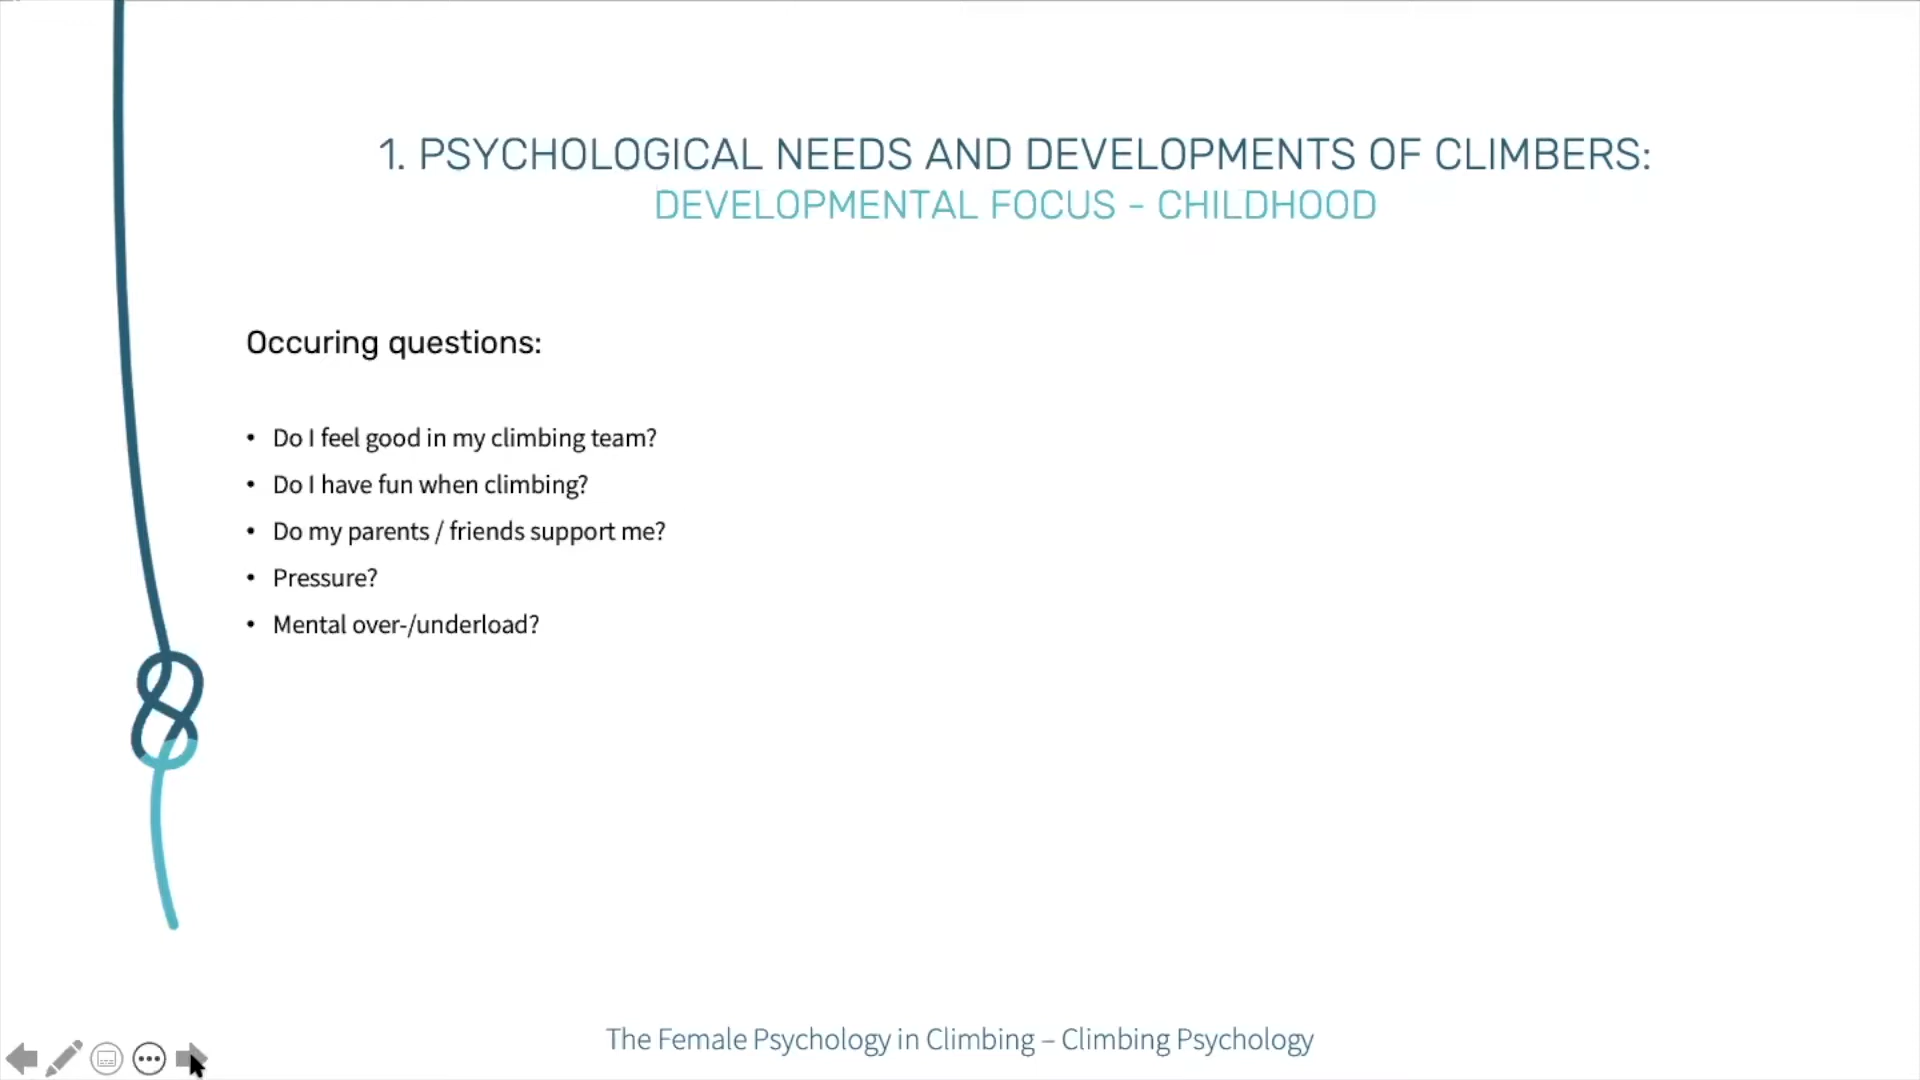 1. PSYCHOLOGICAL NEEDS AND DEVELOPMENTS OF CLIMBERS:
DEVELOPMENTAL FOCUS - CHILDHOOD
Occuring questions:
• Do I feel good in my climbing team?
• Do I have fun when climbing?
• Do my parents / friends support me?
• Pressure?
• Mental over-/underload?
The Female Psychology in Climbing – Climbing Psychology